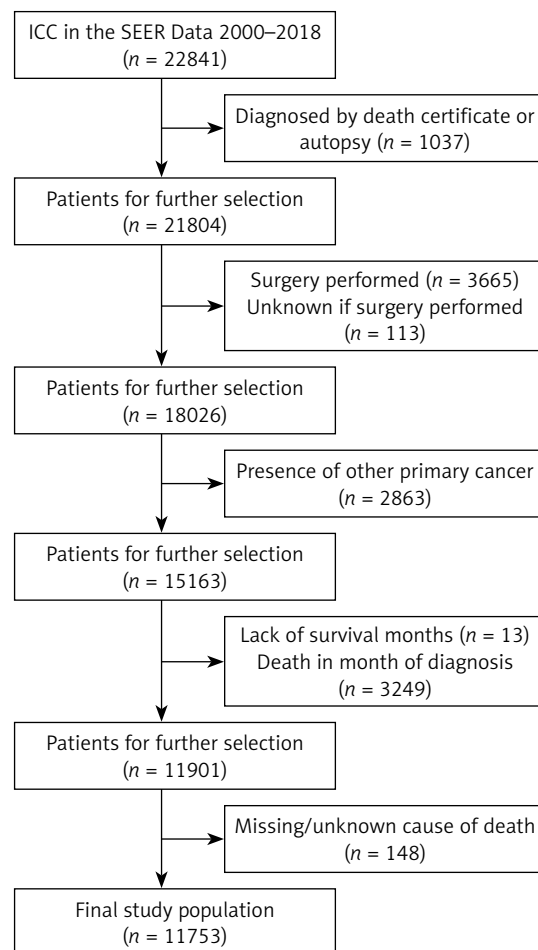 ICC in the SEER Data 2000–2018
(n = 22841)
Diagnosed by death certificate or
autopsy (n = 1037)
Patients for further selection
(n = 21804)
Surgery performed (n = 3665)
Unknown if surgery performed
(n = 113)
Patients for further selection
(n = 18026)
Presence of other primary cancer
(n = 2863)
Patients for further selection
(n = 15163)
Lack of survival months (n = 13)
Death in month of diagnosis
(n = 3249)
Patients for further selection
(n = 11901)
Missing/unknown cause of death
(n = 148)
Final study population
(n = 11753)